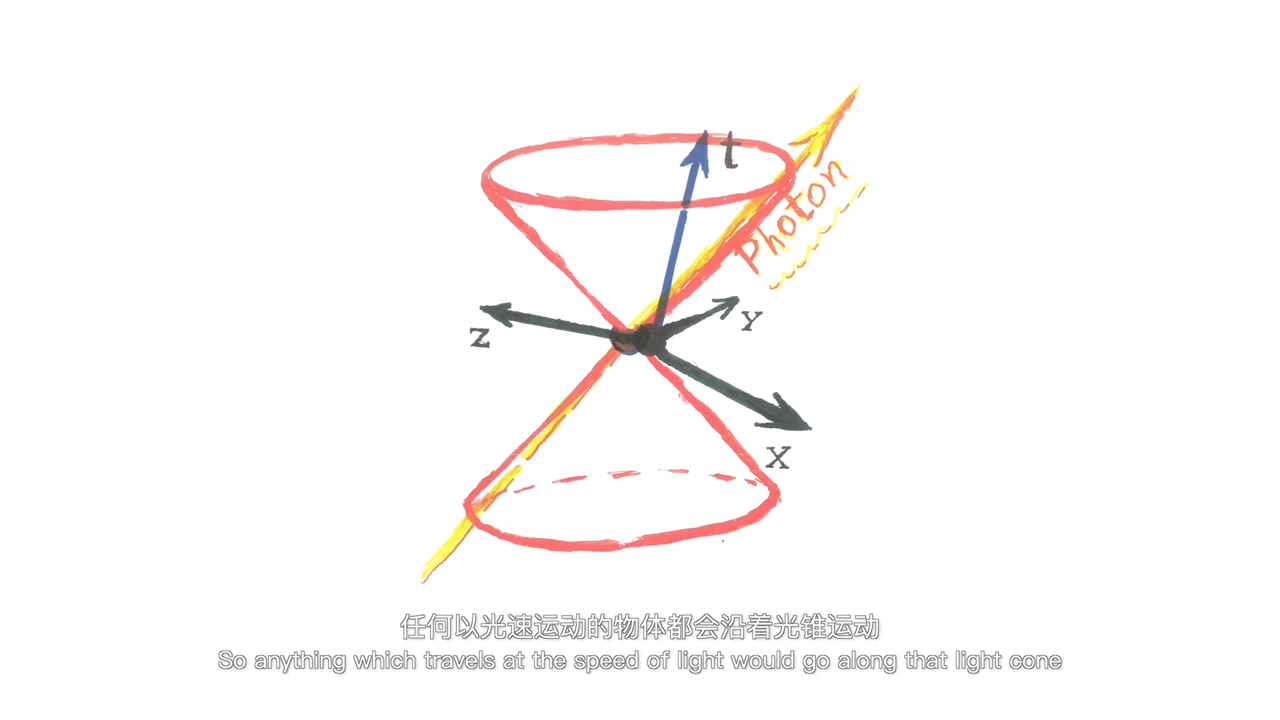 t
Photon
Z
Y
X
任何以光速运动的物体都会沿着光锥运动
So anything which travels at the speed of light would go along that light cone